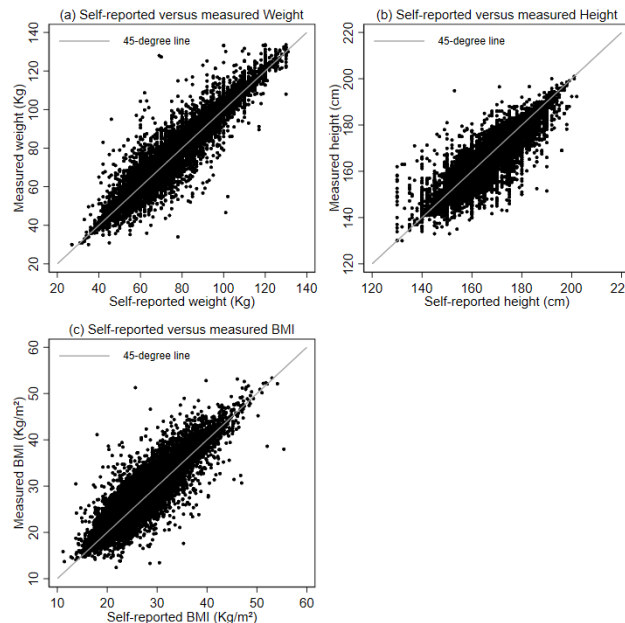 (a) Self-reported versus measured Weight
45-degree line
Measured weight (Kg)
140
120
100
80
60
40
20
20 40 60 80 100 120 140
Self-reported weight (Kg)
(b) Self-reported versus measured Height
45-degree line
Measured height (cm)
220
200
180
160
140
120
120 140 160 180 200 220
Self-reported height (cm)
(c) Self-reported versus measured BMI
45-degree line
Measured BMI (Kg/m²)
60
50
40
30
20
10
10 20 30 40 50 60
Self-reported BMI (Kg/m²)